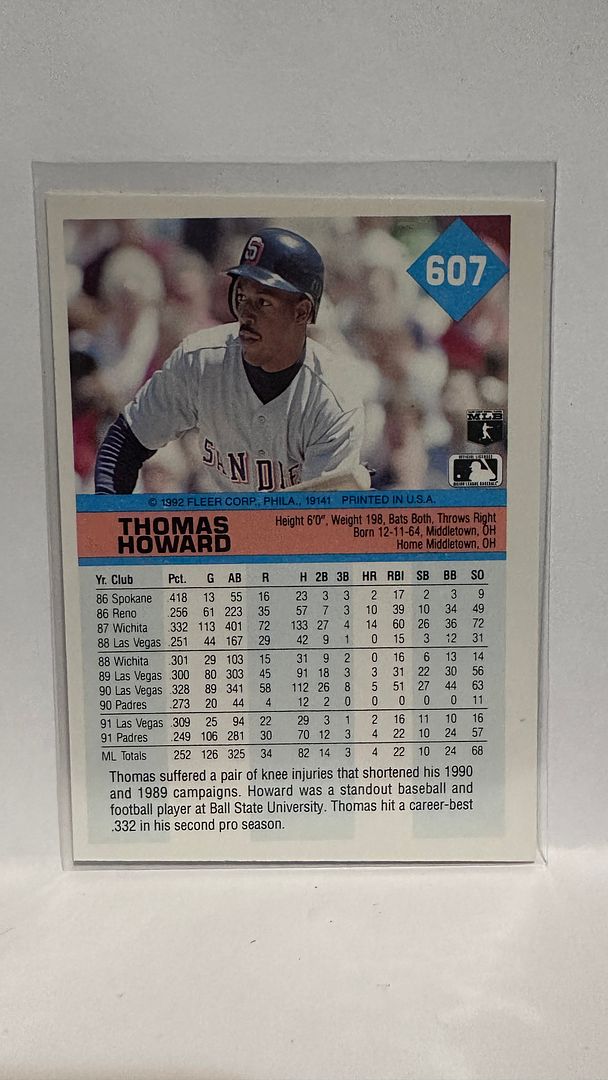 607
S
SAN DIE
MLB
© 1992 FLEER CORP., PHILA., 19141 PRINTED IN U.S.A.
THOMAS
HOWARD
Height 6'0", Weight 198, Bats Both, Throws Right
Born 12-11-64, Middletown, OH
Home Middletown, OH
Yr. Club Pct. G AB R H 2B 3B HR RBI SB BB SO
86 Spokane .418 13 55 16 23 3 3 2 17 2 3 9
86 Reno .256 61 223 35 57 7 3 10 39 10 34 49
87 Wichita .332 113 401 72 133 27 4 14 60 26 36 72
88 Las Vegas .251 44 167 29 42 9 1 0 15 3 12 31
88 Wichita .301 29 103 15 31 9 2 0 16 6 13 14
89 Las Vegas .300 80 303 45 91 18 3 3 31 22 30 56
90 Las Vegas .328 89 341 58 112 26 8 5 51 27 44 63
90 Padres .273 20 44 4 12 2 0 0 0 0 0 11
91 Las Vegas .309 25 94 22 29 3 1 2 16 11 10 16
91 Padres .249 106 281 30 70 12 3 4 22 10 24 57
ML Totals .252 126 325 34 82 14 3 4 22 10 24 68
Thomas suffered a pair of knee injuries that shortened his 1990
and 1989 campaigns. Howard was a standout baseball and
football player at Ball State University. Thomas hit a career-best
.332 in his second pro season.